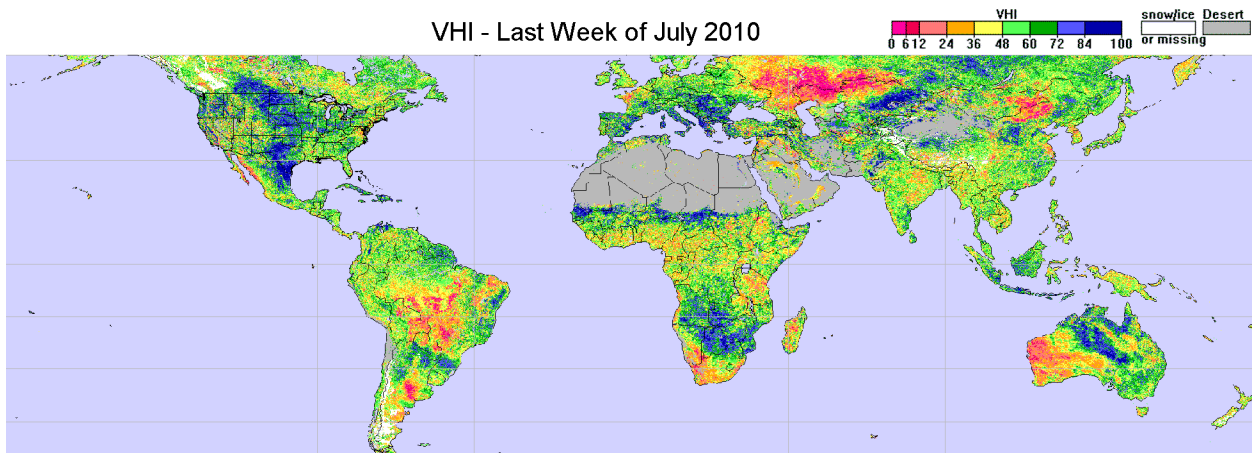 VHI - Last Week of July 2010
VHI
0 6 12 24 36 48 60 72 84 100
snow/ice
or missing
Desert